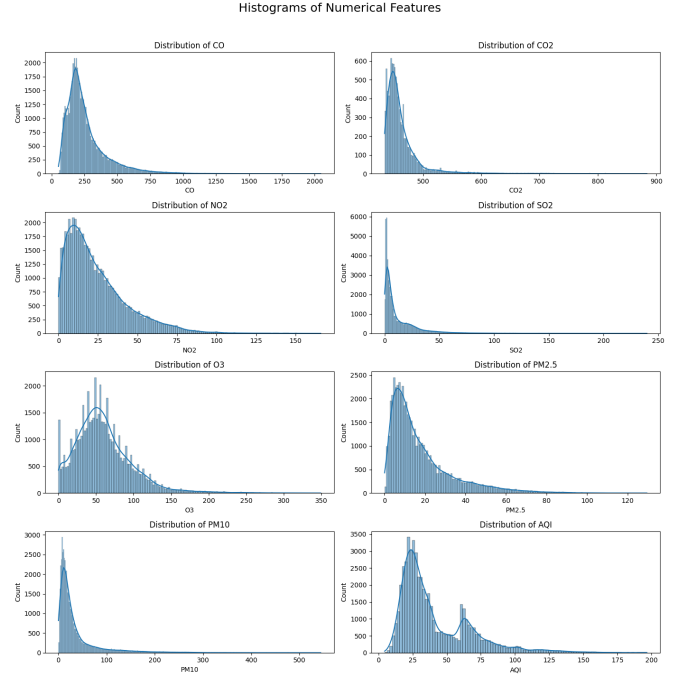 Histograms of Numerical Features
Distribution of CO
Count
2000
1750
1500
1250
1000
750
500
250
0
0 250 500 750 1000 1250 1500 1750 2000
CO
Distribution of CO2
Count
600
500
400
300
200
100
0
500 600 700 800 900
CO2
Distribution of NO2
Count
2000
1750
1500
1250
1000
750
500
250
0
0 25 50 75 100 125 150
NO2
Distribution of SO2
Count
6000
5000
4000
3000
2000
1000
0
0 50 100 150 200 250
SO2
Distribution of O3
Count
2000
1500
1000
500
0
0 50 100 150 200 250 300 350
O3
Distribution of PM2.5
Count
2500
2000
1500
1000
500
0
0 20 40 60 80 100 120
PM2.5
Distribution of PM10
Count
3000
2500
2000
1500
1000
500
0
0 100 200 300 400 500
PM10
Distribution of AQI
Count
3500
3000
2500
2000
1500
1000
500
0
0 25 50 75 100 125 150 175 200
AQI